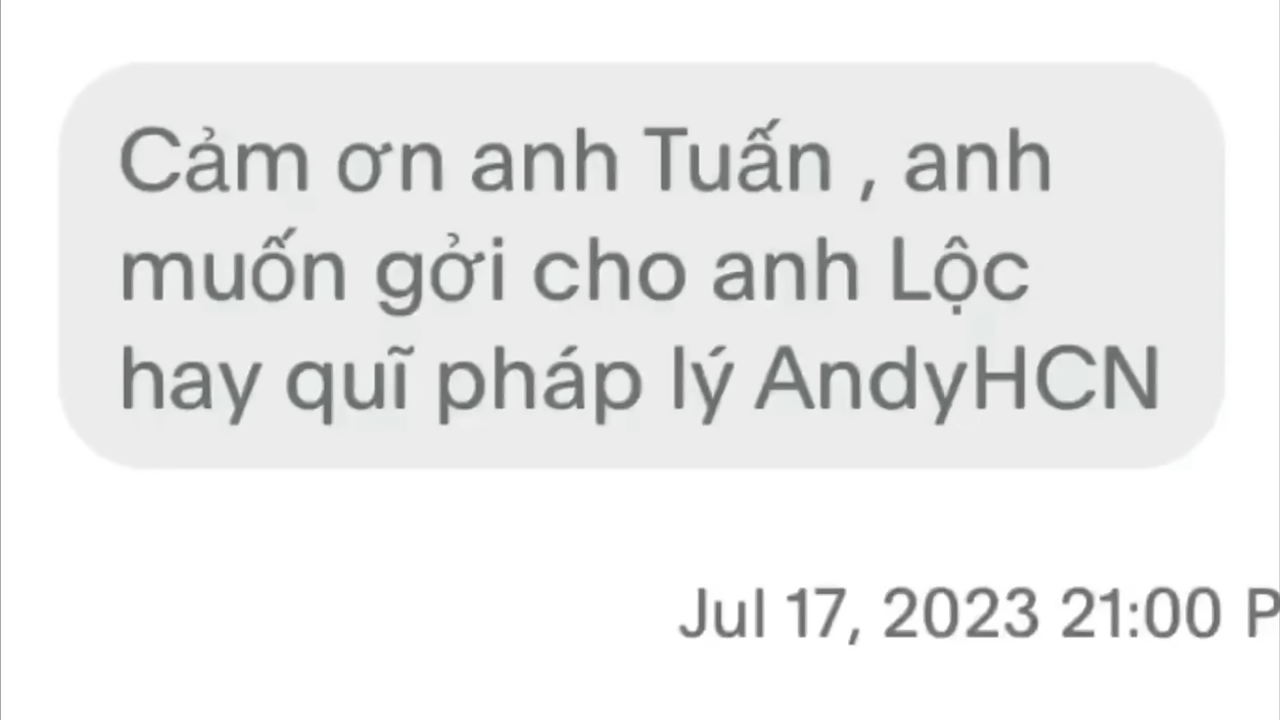 Cảm ơn anh Tuấn , anh
muốn gởi cho anh Lộc
hay quĩ pháp lý AndyHCN
Jul 17, 2023 21:00 P